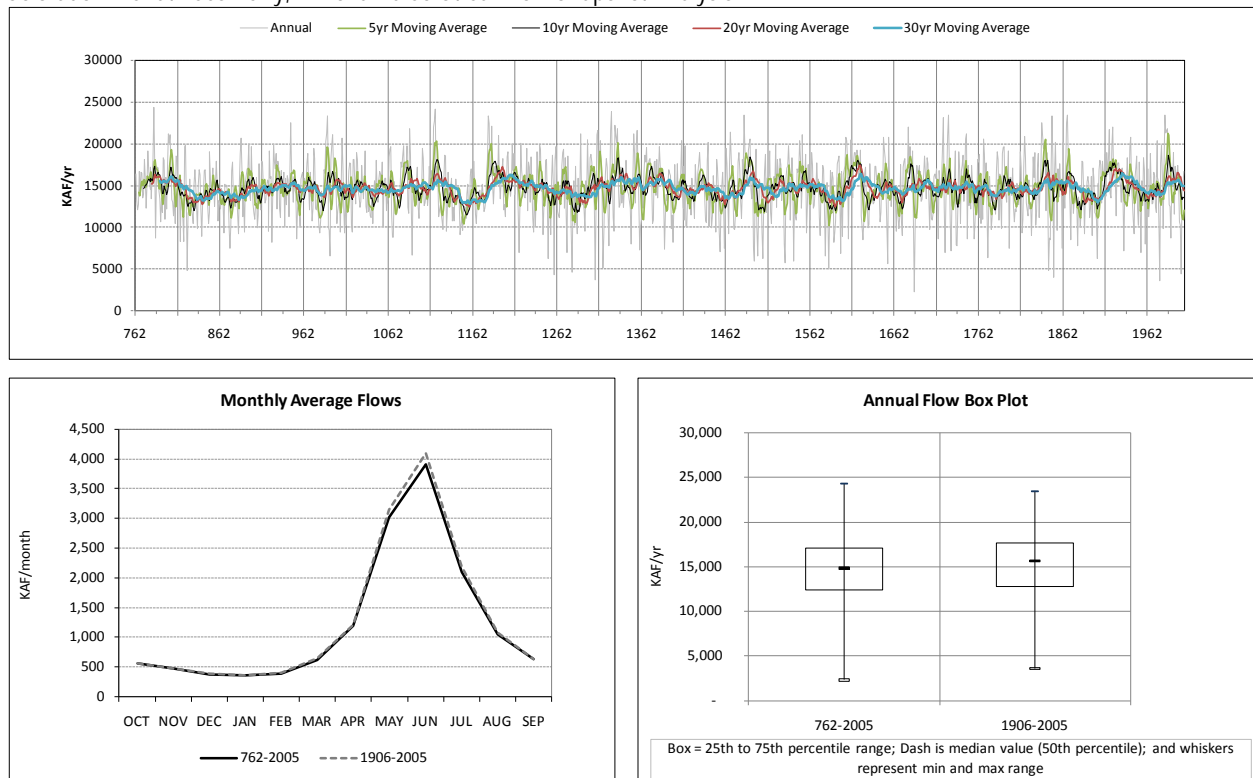 Annual 5yr Moving Average 10yr Moving Average 20yr Moving Average 30yr Moving Average
30000
25000
20000
15000
10000
5000
0
KAF/yr
762 862 962 1062 1162 1262 1362 1462 1562 1662 1762 1862 1962
Monthly Average Flows
4,500
4,000
3,500
3,000
2,500
2,000
1,500
1,000
500
0
KAF/month
OCT NOV DEC JAN FEB MAR APR MAY JUN JUL AUG SEP
762-2005 1906-2005
Annual Flow Box Plot
30,000
25,000
20,000
15,000
10,000
5,000
-
KAF/yr
762-2005 1906-2005
Box = 25th to 75th percentile range; Dash is median value (50th percentile); and whiskers
represent min and max range